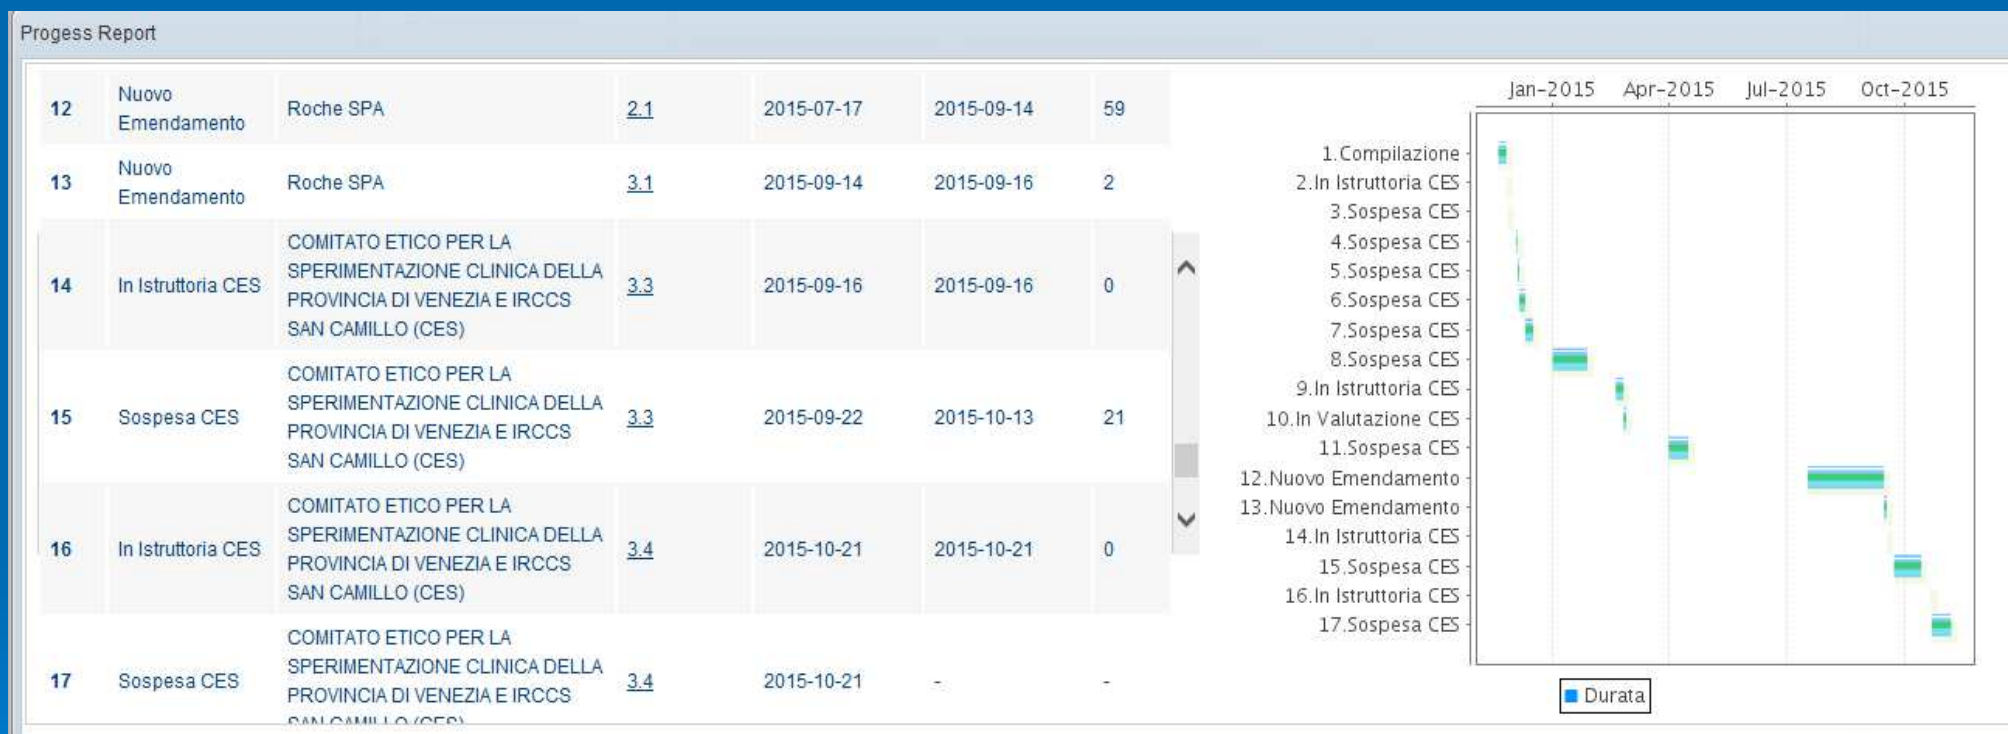 Progess Report
12
Nuovo
Emendamento
Roche SPA
2.1
2015-07-17
2015-09-14
59
13
Nuovo
Emendamento
Roche SPA
3.1
2015-09-14
2015-09-16
2
14
In Istruttoria CES
COMITATO ETICO PER LA
SPERIMENTAZIONE CLINICA DELLA
PROVINCIA DI VENEZIA E IRCCS
SAN CAMILLO (CES)
3.3
2015-09-16
2015-09-16
0
15
Sospesa CES
COMITATO ETICO PER LA
SPERIMENTAZIONE CLINICA DELLA
PROVINCIA DI VENEZIA E IRCCS
SAN CAMILLO (CES)
3.3
2015-09-22
2015-10-13
21
16
In Istruttoria CES
COMITATO ETICO PER LA
SPERIMENTAZIONE CLINICA DELLA
PROVINCIA DI VENEZIA E IRCCS
SAN CAMILLO (CES)
3.4
2015-10-21
2015-10-21
0
17
Sospesa CES
COMITATO ETICO PER LA
SPERIMENTAZIONE CLINICA DELLA
PROVINCIA DI VENEZIA E IRCCS
SAN CAMILLO (CES)
3.4
2015-10-21
-
-
Jan-2015 Apr-2015 Jul-2015 Oct-2015
1.Compilazione
2.In Istruttoria CES
3.Sospesa CES
4.Sospesa CES
5.Sospesa CES
6.Sospesa CES
7.Sospesa CES
8.Sospesa CES
9.In Istruttoria CES
10.In Valutazione CES
11.Sospesa CES
12.Nuovo Emendamento
13.Nuovo Emendamento
14.In Istruttoria CES
15.Sospesa CES
16.In Istruttoria CES
17.Sospesa CES
Durata